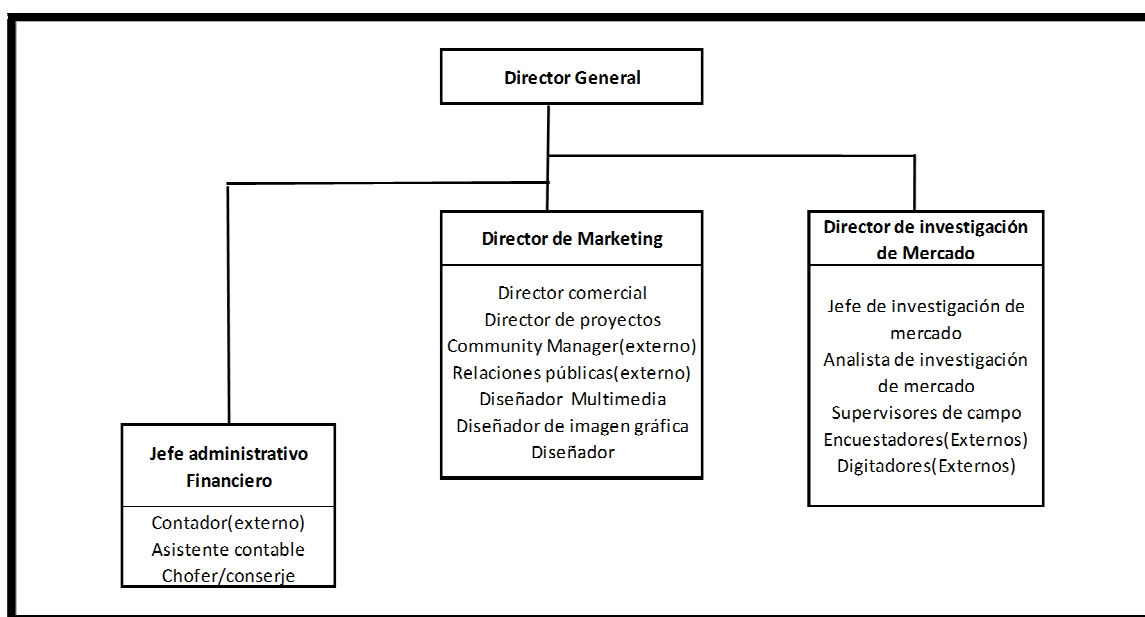 Director General
Director de Marketing
Director comercial
Director de proyectos
Community Manager(externo)
Relaciones públicas(externo)
Diseñador  Multimedia
Diseñador de imagen gráfica
Diseñador
Director de investigación
de Mercado
Jefe de investigación de
mercado
Analista de investigación
de mercado
Supervisores de campo
Encuestadores(Externos)
Digitadores(Externos)
Jefe administrativo
Financiero
Contador(externo)
Asistente contable
Chofer/conserje